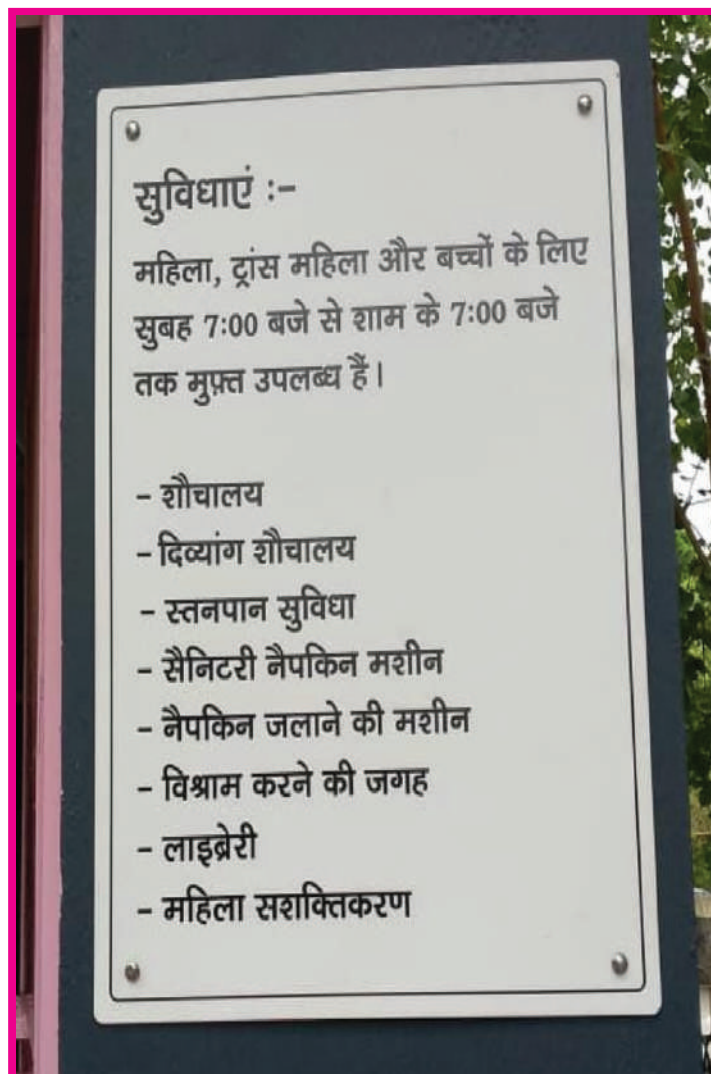 सुविधाएं :-
महिला, ट्रांस महिला और बच्चों के लिए
सुबह 7:00 बजे से शाम के 7:00 बजे
तक मुफ़्त उपलब्ध हैं।
- शौचालय
- दिव्यांग शौचालय
- स्तनपान सुविधा
- सैनिटरी नैपकिन मशीन
- नैपकिन जलाने की मशीन
- विश्राम करने की जगह
- लाइब्रेरी
- महिला सशक्तिकरण